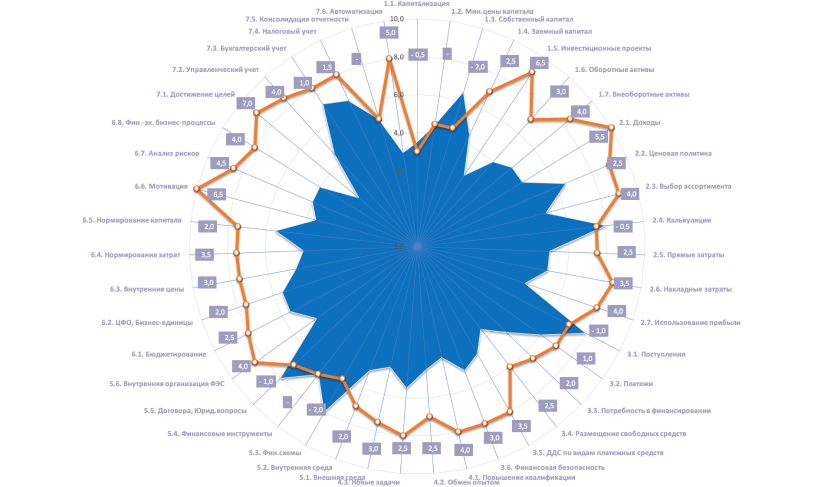 7.6. Автоматизация
1.1. Капитализация
1.2. Мин.цены капитала
7.5. Консолидация отчетности
10,0
1.3. Собственный капитал
7.4. Налоговый учет
5,0
1.4. Заемный капитал
7.3. Бухгалтерский учет
-
8,0
- 0,5
-
2,5
6,5
1.5. Инвестиционные проекты
7.2. Управленческий учет
1,5
- 2,0
1.6. Оборотные активы
7.1. Достижение целей
4,0
1,0
6,0
3,0
1.7. Внеоборотные активы
7,0
4,0
2.1. Доходы
6.8. Фин.-эк. бизнес-процессы
4,0
4,0
5,5
6.7. Анализ рисков
4,5
2,5
2.2. Ценовая политика
6.6. Мотивация
6,5
4,0
2.3. Выбор ассортимента
6.5. Нормирование капитала
2,0
- 0,5
2.4. Калькуляции
6.4. Нормирование затрат
3,5
2,5
2.5. Прямые затраты
6.3. Внутренние цены
3,0
3,5
2.6. Накладные затраты
6.2. ЦФО, Бизнес-единицы
2,0
4,0
2.7. Использование прибыли
6.1. Бюджетирование
2,5
- 1,0
3.1. Поступления
5.6. Внутренняя организация ФЭС
4,0
1,0
3.2. Платежи
5.5. Договора, Юрид.вопросы
- 1,0
2,0
3.3. Потребность в финансировании
5.4. Финансовые инструменты
-
2,5
3.4. Размещение свободных средств
5.3. Фин.схемы
- 2,0
3,5
3.5. ДДС по видам платежных средств
5.2. Внутренняя среда
2,0
2,5
2,5
4,0
3,0
3.6. Финансовая безопасность
5.1. Внешняя среда
4.3. Новые задачи
4.2. Обмен опытом
4.1. Повышение квалификации